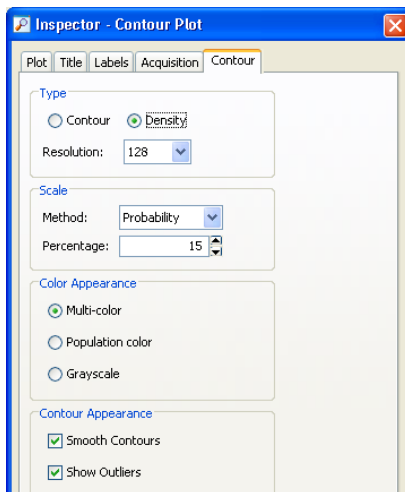 Inspector - Contour Plot
Plot Title Labels Acquisition Contour
Type
Contour Density
Resolution: 128
Scale
Method: Probability
Percentage: 15
Color Appearance
Multi-color
Population color
Grayscale
Contour Appearance
Smooth Contours
Show Outliers